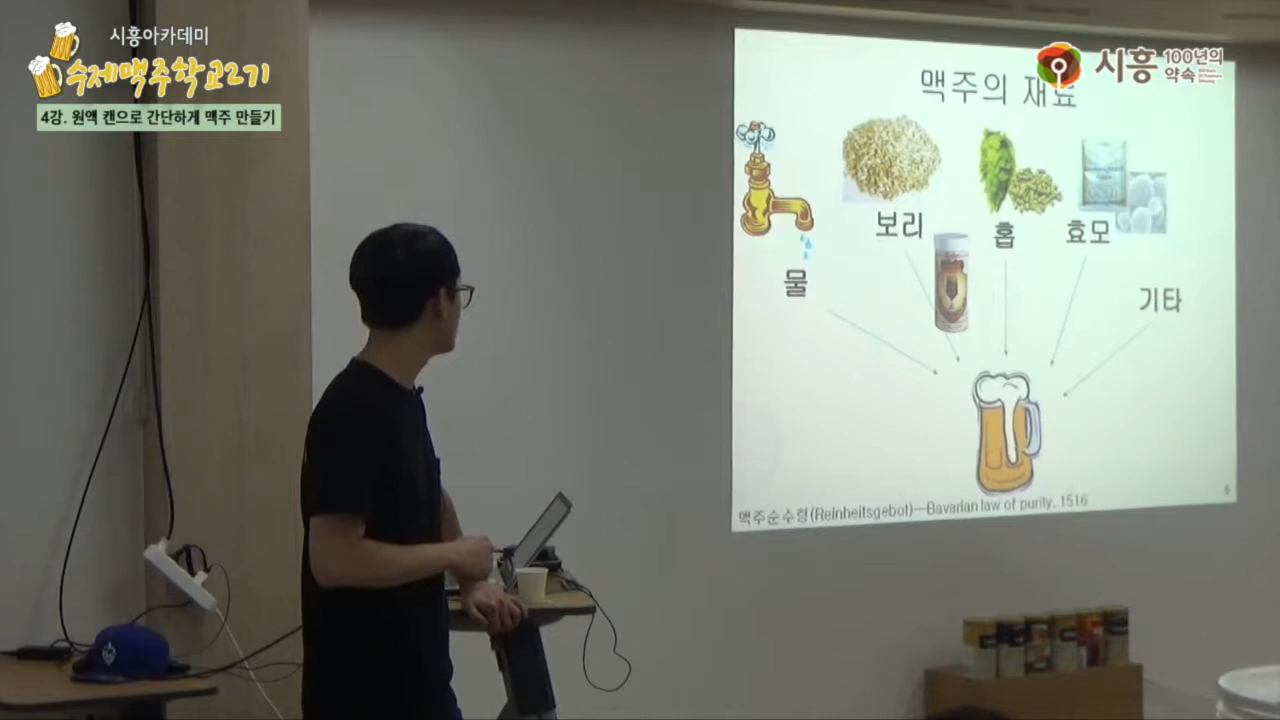 시흥아카데미
수제맥주학교2기
4강. 원액 캔으로 간단하게 맥주 만들기
시흥 100년의 약속
맥주의 재료
보리
홉
효모
물
기타
맥주순수령(Reinheitsgebot)—Bavarian law of purity. 1516
6